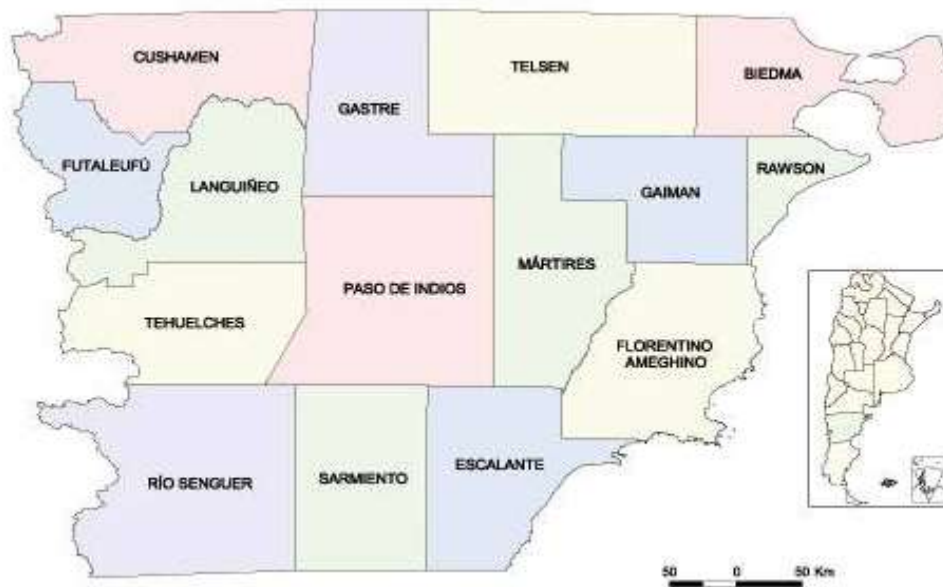 CUSHAMEN
TELSEN
BIEDMA
GASTRE
FUTALEUFÚ
LANGUIÑEO
GAIMAN
RAWSON
MÁRTIRES
PASO DE INDIOS
TEHUELCHES
FLORENTINO
AMEGHINO
RÍO SENGUER
SARMIENTO
ESCALANTE
50 0 50 Km